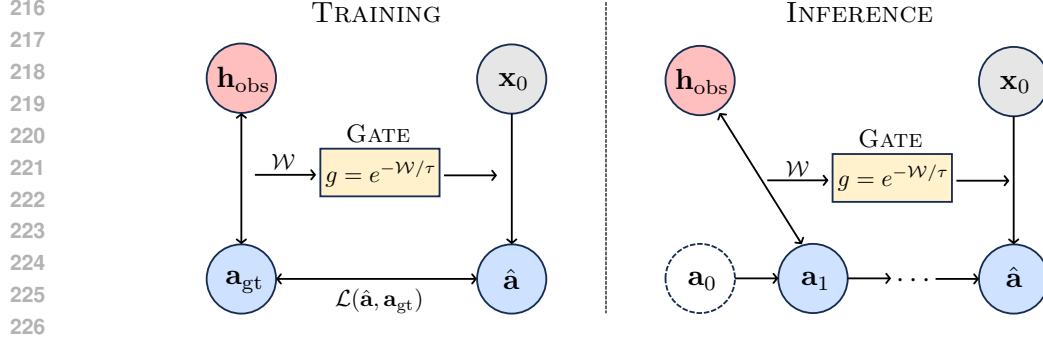 216
217
218
219
220
221
222
223
224
225
226
TRAINING
h_obs
x_0
GATE
W
g = e^{-W/τ}
a_gt
â
L(â, a_gt)
INFERENCE
h_obs
x_0
GATE
W
g = e^{-W/τ}
a_0
a_1
...
â